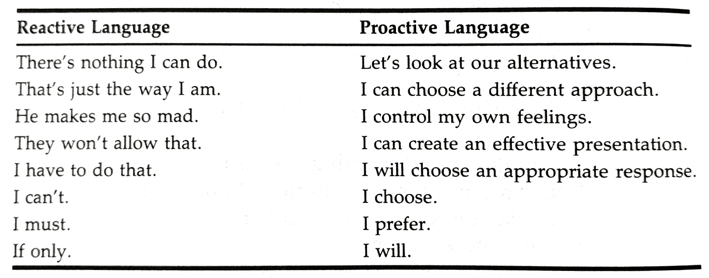 Reactive Language Proactive Language
There's nothing I can do. Let's look at our alternatives.
That's just the way I am. I can choose a different approach.
He makes me so mad. I control my own feelings.
They won't allow that. I can create an effective presentation.
I have to do that. I will choose an appropriate response.
I can't. I choose.
I must. I prefer.
If only. I will.